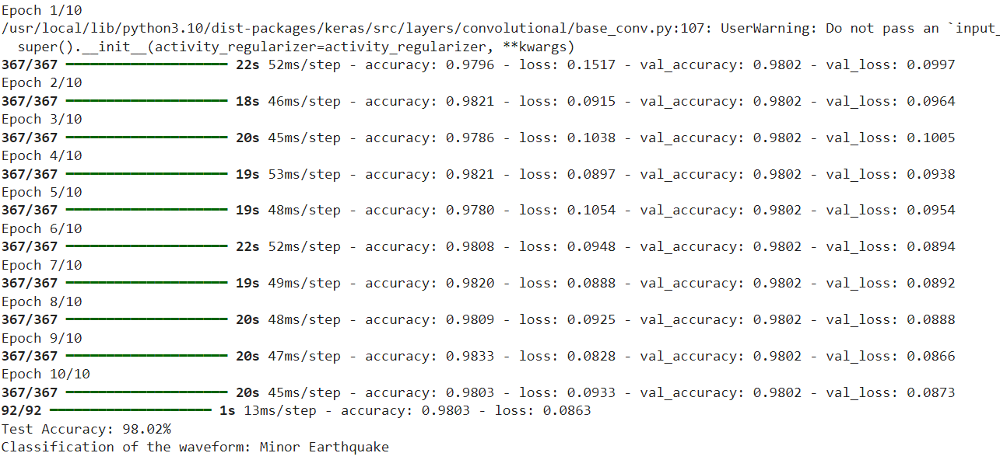 Epoch 1/10
/usr/local/lib/python3.10/dist-packages/keras/src/layers/convolutional/base_conv.py:107: UserWarning: Do not pass an `input_
super().__init__(activity_regularizer=activity_regularizer, **kwargs)
367/367 ━━━━━━━━━━━━━━━━━━━━ 22s 52ms/step - accuracy: 0.9796 - loss: 0.1517 - val_accuracy: 0.9802 - val_loss: 0.0997
Epoch 2/10
367/367 ━━━━━━━━━━━━━━━━━━━━ 18s 46ms/step - accuracy: 0.9821 - loss: 0.0915 - val_accuracy: 0.9802 - val_loss: 0.0964
Epoch 3/10
367/367 ━━━━━━━━━━━━━━━━━━━━ 20s 45ms/step - accuracy: 0.9786 - loss: 0.1038 - val_accuracy: 0.9802 - val_loss: 0.1005
Epoch 4/10
367/367 ━━━━━━━━━━━━━━━━━━━━ 19s 53ms/step - accuracy: 0.9821 - loss: 0.0897 - val_accuracy: 0.9802 - val_loss: 0.0938
Epoch 5/10
367/367 ━━━━━━━━━━━━━━━━━━━━ 19s 48ms/step - accuracy: 0.9780 - loss: 0.1054 - val_accuracy: 0.9802 - val_loss: 0.0954
Epoch 6/10
367/367 ━━━━━━━━━━━━━━━━━━━━ 22s 52ms/step - accuracy: 0.9808 - loss: 0.0948 - val_accuracy: 0.9802 - val_loss: 0.0894
Epoch 7/10
367/367 ━━━━━━━━━━━━━━━━━━━━ 19s 49ms/step - accuracy: 0.9820 - loss: 0.0888 - val_accuracy: 0.9802 - val_loss: 0.0892
Epoch 8/10
367/367 ━━━━━━━━━━━━━━━━━━━━ 20s 48ms/step - accuracy: 0.9809 - loss: 0.0925 - val_accuracy: 0.9802 - val_loss: 0.0888
Epoch 9/10
367/367 ━━━━━━━━━━━━━━━━━━━━ 20s 47ms/step - accuracy: 0.9833 - loss: 0.0828 - val_accuracy: 0.9802 - val_loss: 0.0866
Epoch 10/10
367/367 ━━━━━━━━━━━━━━━━━━━━ 20s 45ms/step - accuracy: 0.9803 - loss: 0.0933 - val_accuracy: 0.9802 - val_loss: 0.0873
92/92 ━━━━━━━━━━━━━━━━━━━━ 1s 13ms/step - accuracy: 0.9803 - loss: 0.0863
Test Accuracy: 98.02%
Classification of the waveform: Minor Earthquake